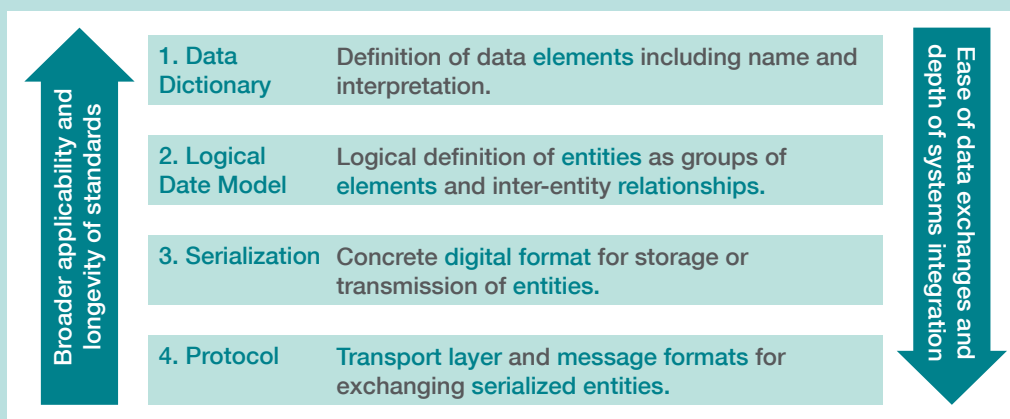 Broader applicability and
longevity of standards
1. Data
Dictionary
Definition of data elements including name and
interpretation.
2. Logical
Date Model
Logical definition of entities as groups of
elements and inter-entity relationships.
3. Serialization
Concrete digital format for storage or
transmission of entities.
4. Protocol
Transport layer and message formats for
exchanging serialized entities.
Ease of data exchanges and
depth of systems integration